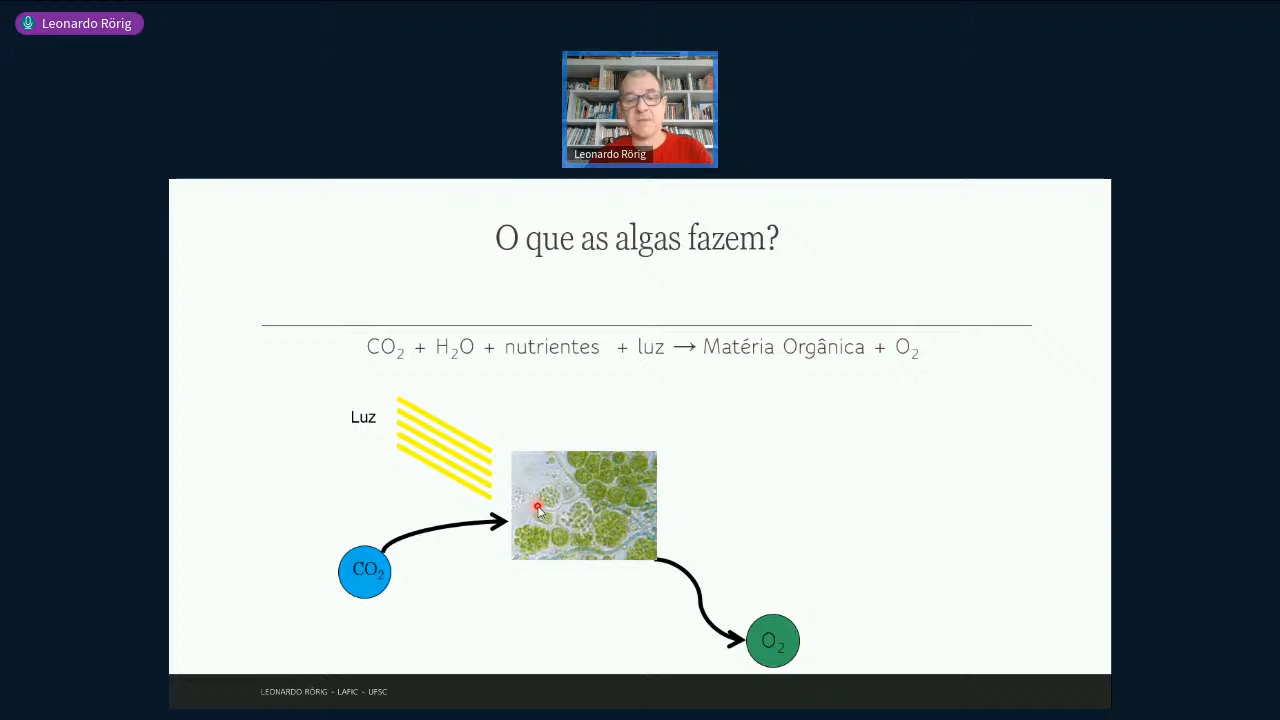 Leonardo Rörig
Leonardo Rörig
O que as algas fazem?
CO₂ + H₂O + nutrientes + luz → Matéria Orgânica + O₂
Luz
CO₂
O₂
LEONARDO RÖRIG - LAFIC - UFSC